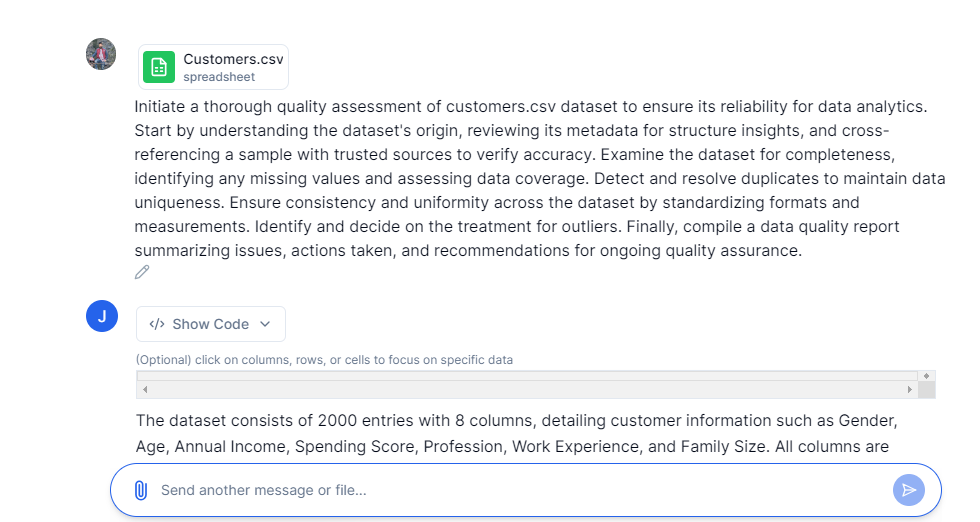 Customers.csv
spreadsheet
Initiate a thorough quality assessment of customers.csv dataset to ensure its reliability for data analytics.
Start by understanding the dataset's origin, reviewing its metadata for structure insights, and cross-
referencing a sample with trusted sources to verify accuracy. Examine the dataset for completeness,
identifying any missing values and assessing data coverage. Detect and resolve duplicates to maintain data
uniqueness. Ensure consistency and uniformity across the dataset by standardizing formats and
measurements. Identify and decide on the treatment for outliers. Finally, compile a data quality report
summarizing issues, actions taken, and recommendations for ongoing quality assurance.
J
</> Show Code
(Optional) click on columns, rows, or cells to focus on specific data
The dataset consists of 2000 entries with 8 columns, detailing customer information such as Gender,
Age, Annual Income, Spending Score, Profession, Work Experience, and Family Size. All columns are
Send another message or file...